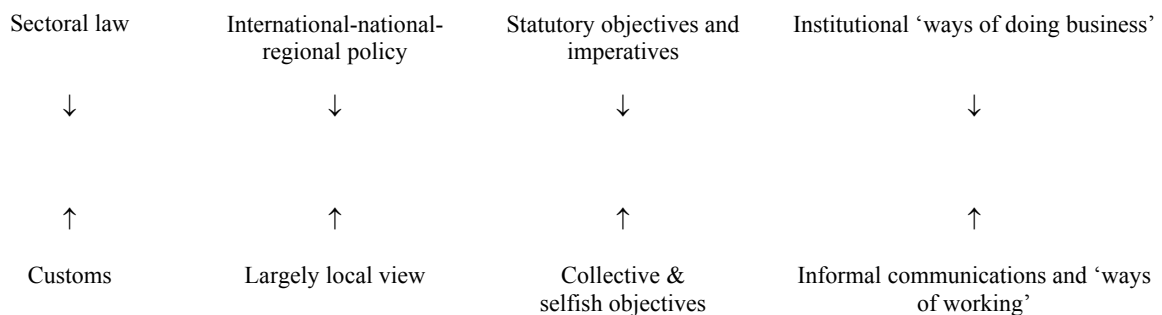 Sectoral law International-national- Statutory objectives and Institutional ‘ways of doing business’
regional policy imperatives
↓ ↓ ↓ ↓
↑ ↑ ↑ ↑
Customs Largely local view Collective & Informal communications and ‘ways
selfish objectives of working’